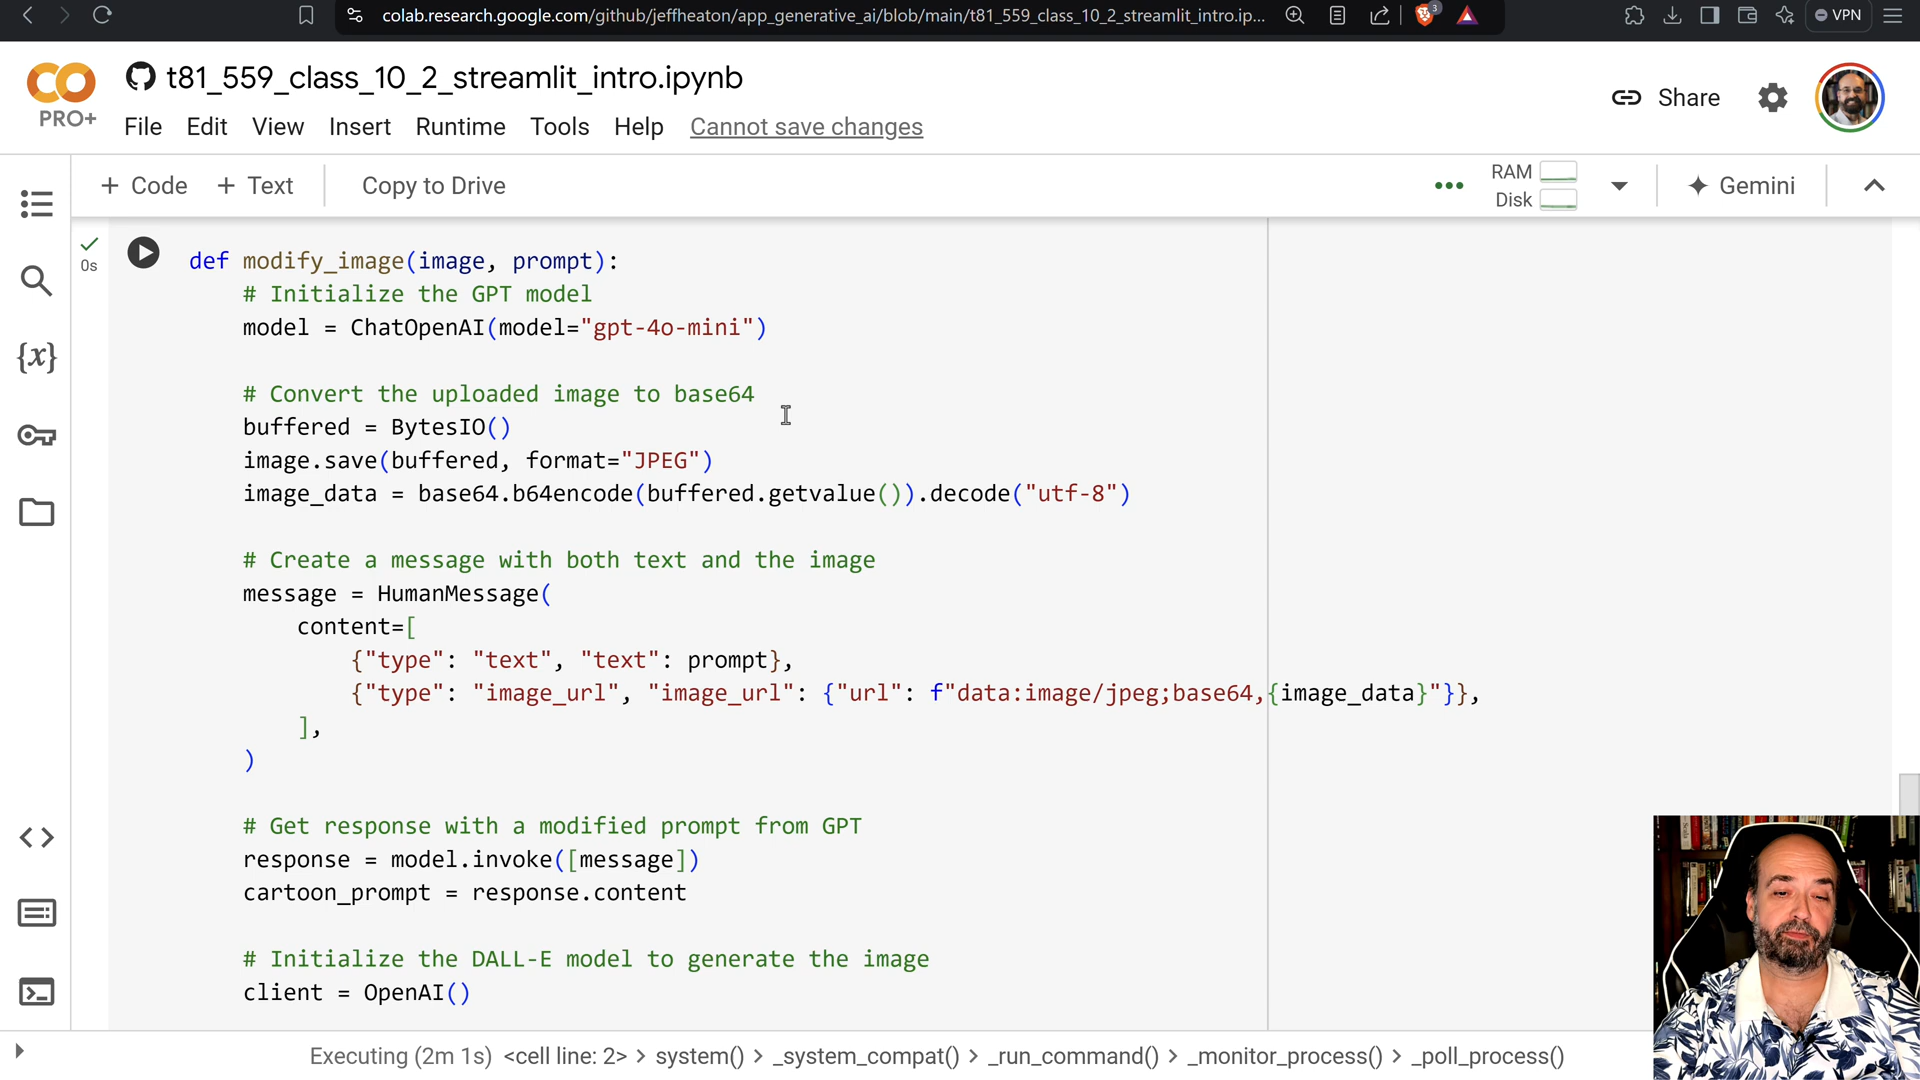 colab.research.google.com/github/jeffheaton/app_generative_ai/blob/main/t81_559_class_10_2_streamlit_intro.ip...
3
VPN
CO
PRO+
t81_559_class_10_2_streamlit_intro.ipynb
Share
File Edit View Insert Runtime Tools Help Cannot save changes
+ Code + Text Copy to Drive
RAM
Disk
Gemini
0s
def modify_image(image, prompt):
# Initialize the GPT model
model = ChatOpenAI(model="gpt-4o-mini")
# Convert the uploaded image to base64
buffered = BytesIO()
image.save(buffered, format="JPEG")
image_data = base64.b64encode(buffered.getvalue()).decode("utf-8")
# Create a message with both text and the image
message = HumanMessage(
content=[
{"type": "text", "text": prompt},
{"type": "image_url", "image_url": {"url": f"data:image/jpeg;base64,{image_data}"}},
],
)
# Get response with a modified prompt from GPT
response = model.invoke([message])
cartoon_prompt = response.content
# Initialize the DALL-E model to generate the image
client = OpenAI()
Executing (2m 1s) <cell line: 2> > system() > _system_compat() > _run_command() > _monitor_process() > _poll_process()